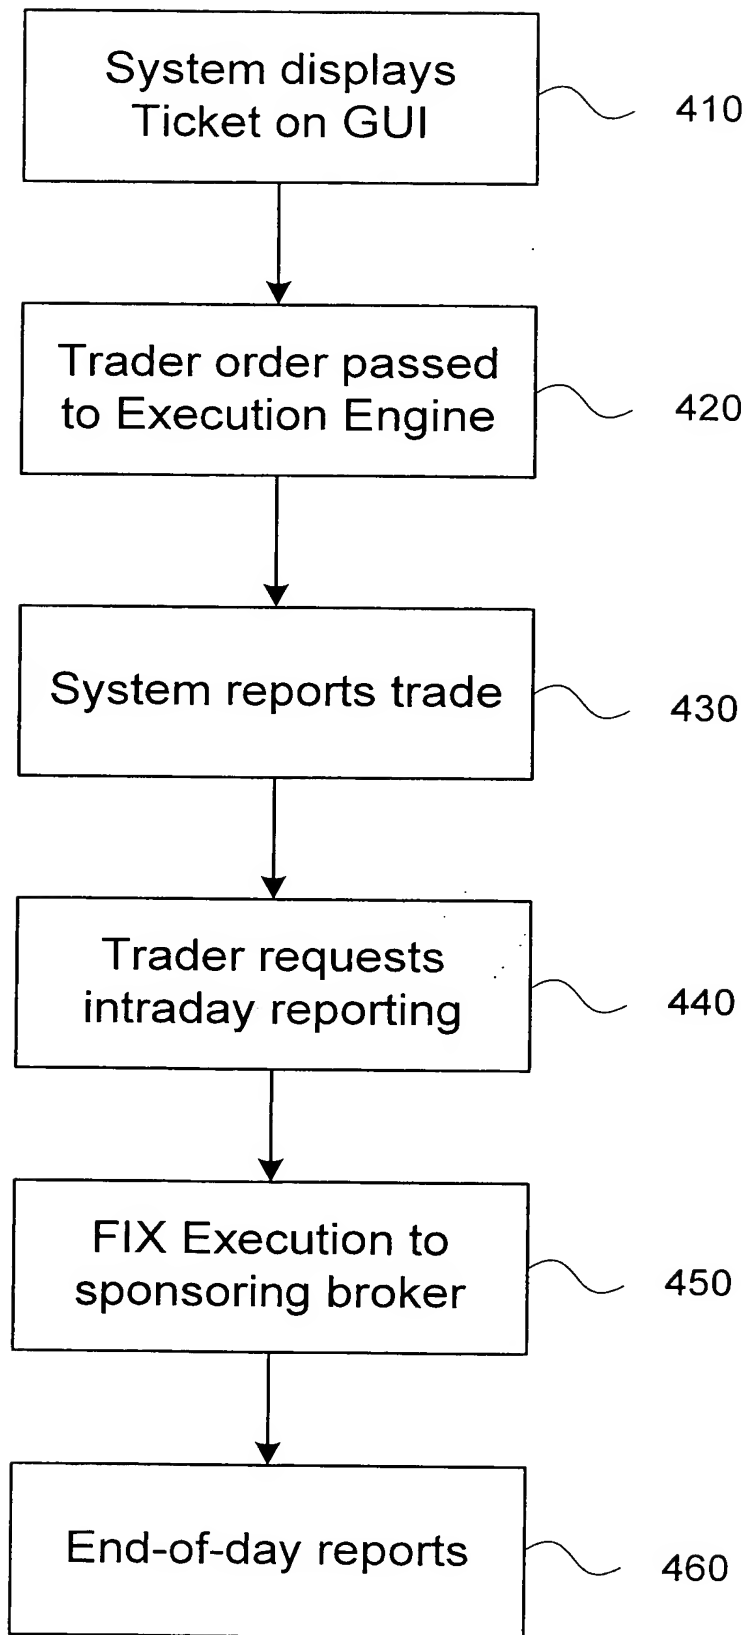 System displays
Ticket on GUI
410
Trader order passed
to Execution Engine
420
System reports trade
430
Trader requests
intraday reporting
440
FIX Execution to
sponsoring broker
450
End-of-day reports
460